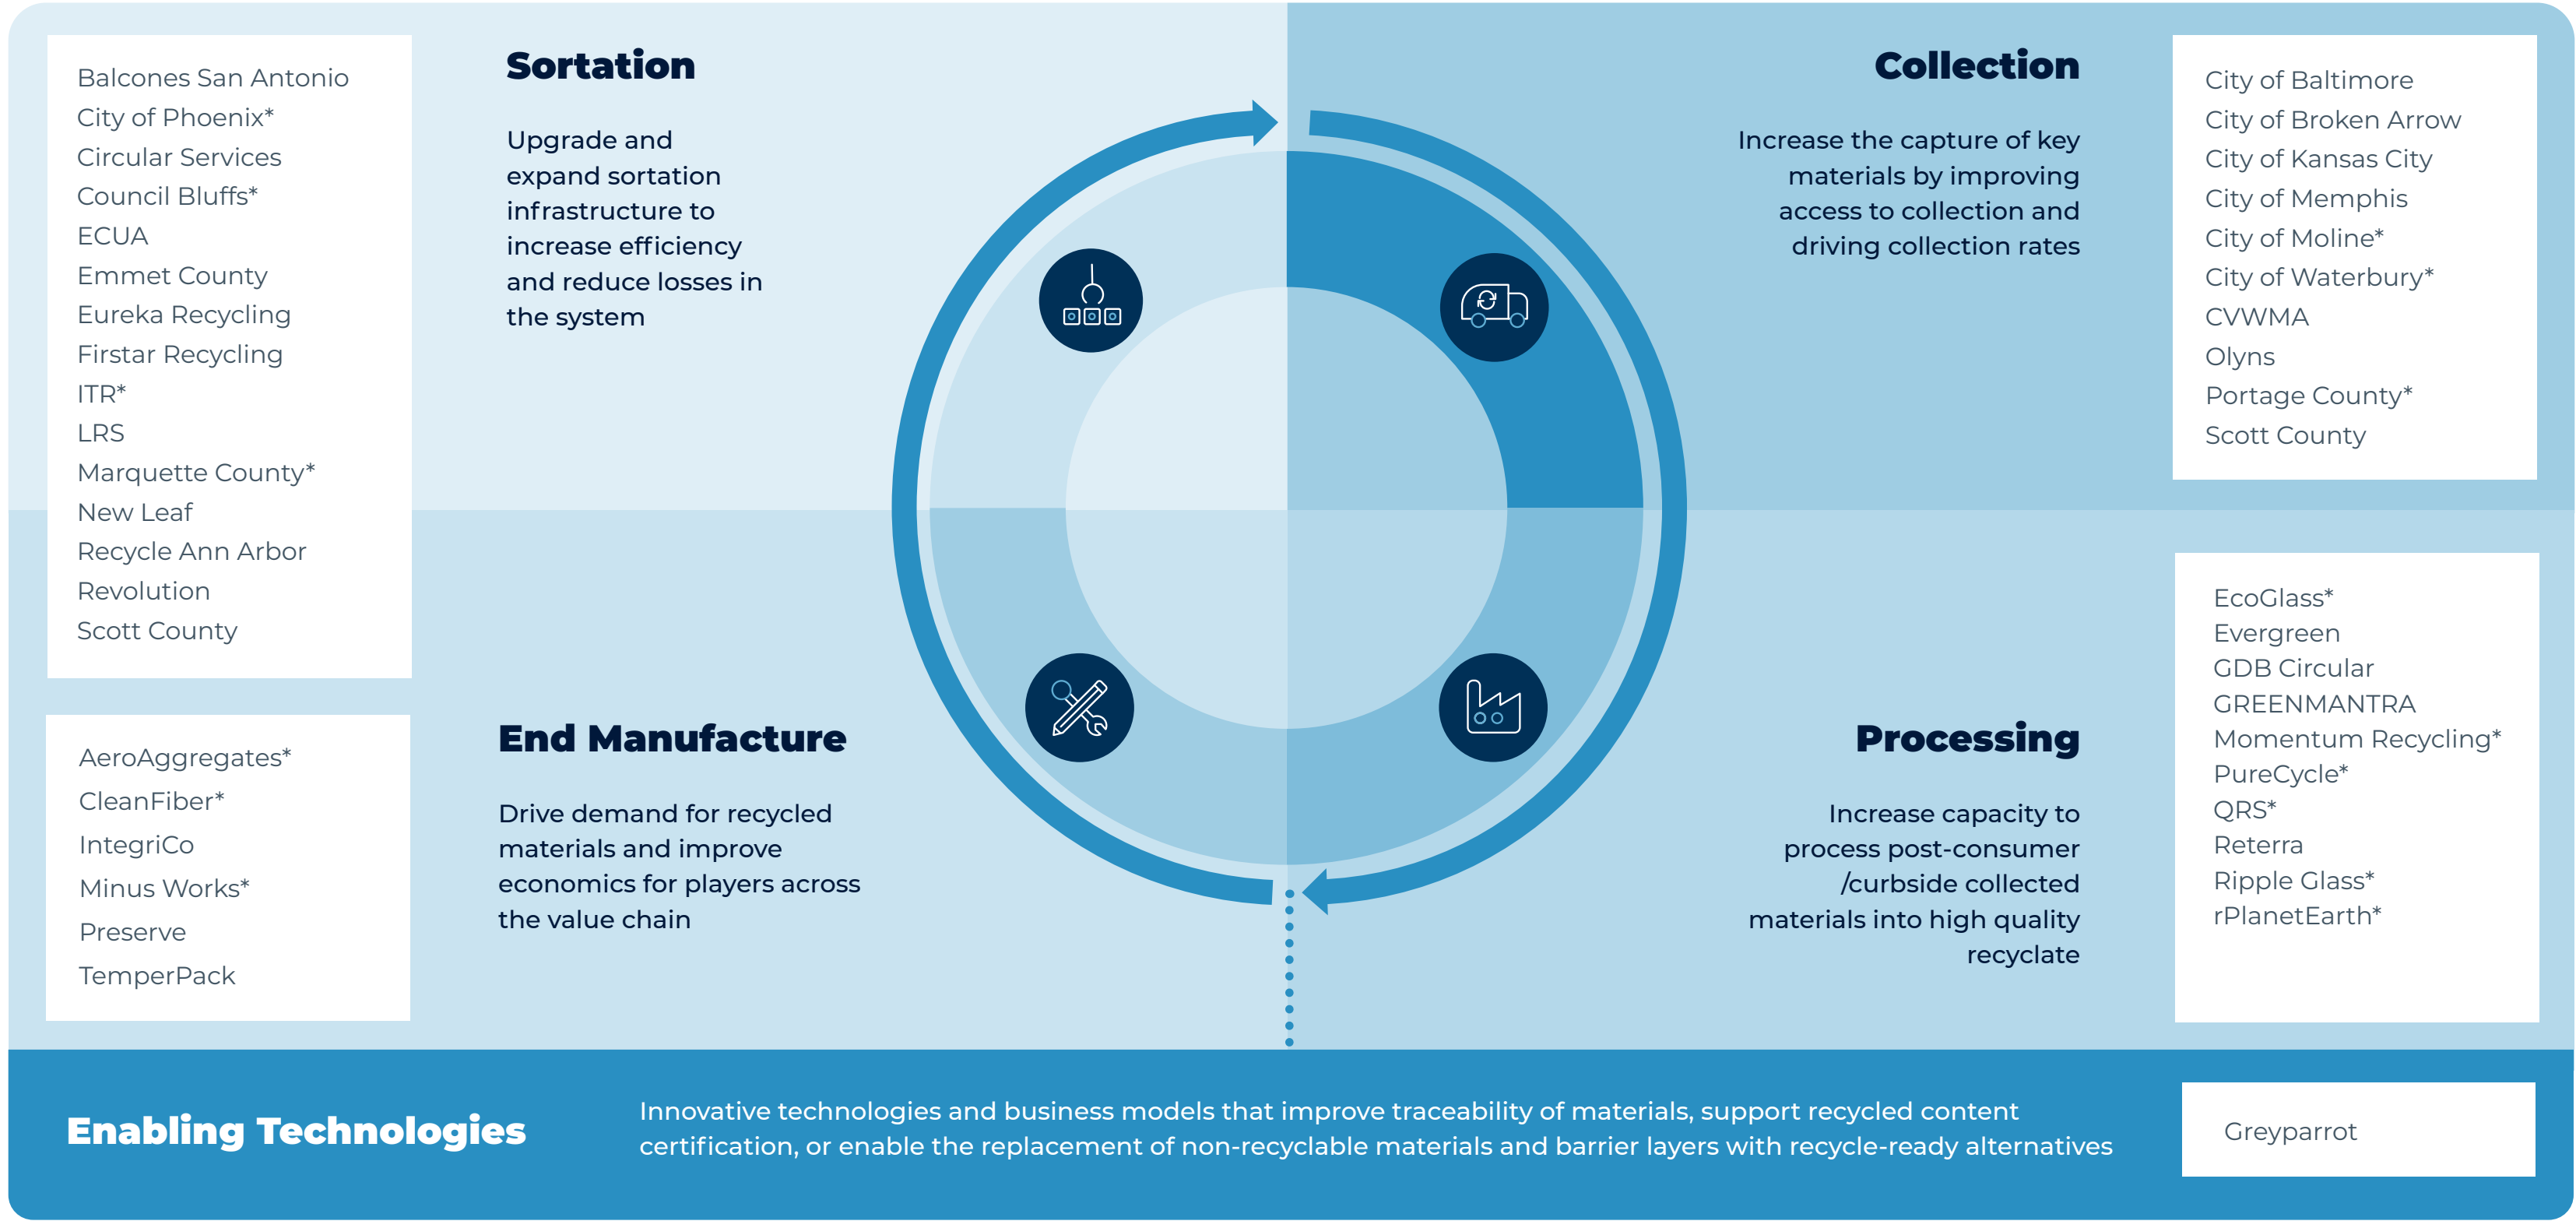 Balcones San Antonio
City of Phoenix*
Circular Services
Council Bluffs*
ECUA
Emmet County
Eureka Recycling
Firstar Recycling
ITR*
LRS
Marquette County*
New Leaf
Recycle Ann Arbor
Revolution
Scott County
Sortation
Upgrade and
expand sortation
infrastructure to
increase efficiency
and reduce losses in
the system
Collection
Increase the capture of key
materials by improving
access to collection and
driving collection rates
City of Baltimore
City of Broken Arrow
City of Kansas City
City of Memphis
City of Moline*
City of Waterbury*
CVWMA
Olyns
Portage County*
Scott County
AeroAggregates*
CleanFiber*
IntegriCo
Minus Works*
Preserve
TemperPack
End Manufacture
Drive demand for recycled
materials and improve
economics for players across
the value chain
Processing
Increase capacity to
process post-consumer
/curbside collected
materials into high quality
recyclate
EcoGlass*
Evergreen
GDB Circular
GREENMANTRA
Momentum Recycling*
PureCycle*
QRS*
Reterra
Ripple Glass*
rPlanetEarth*
Enabling Technologies
Innovative technologies and business models that improve traceability of materials, support recycled content
certification, or enable the replacement of non-recyclable materials and barrier layers with recycle-ready alternatives
Greyparrot